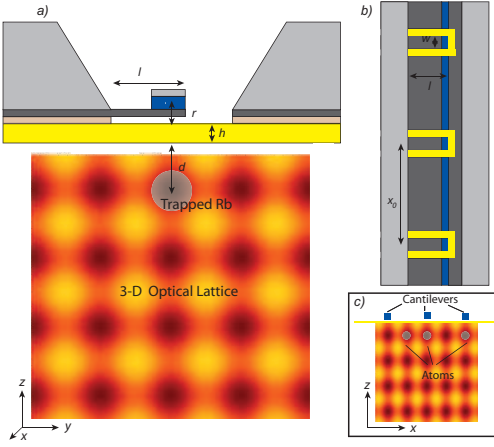 a)
l
r
h
d
Trapped Rb
3-D Optical Lattice
z
y
x
b)
w
l
x₀
c)
Cantilevers
Atoms
z
x